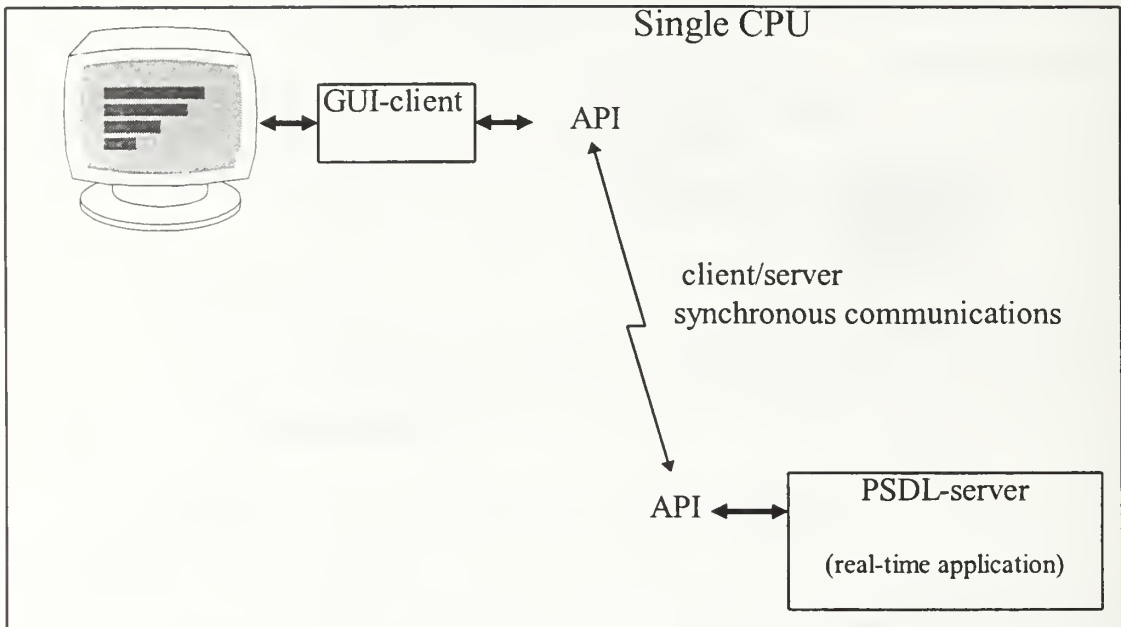 Single CPU
GUI-client
API
client/server
synchronous communications
API
PSDL-server
(real-time application)